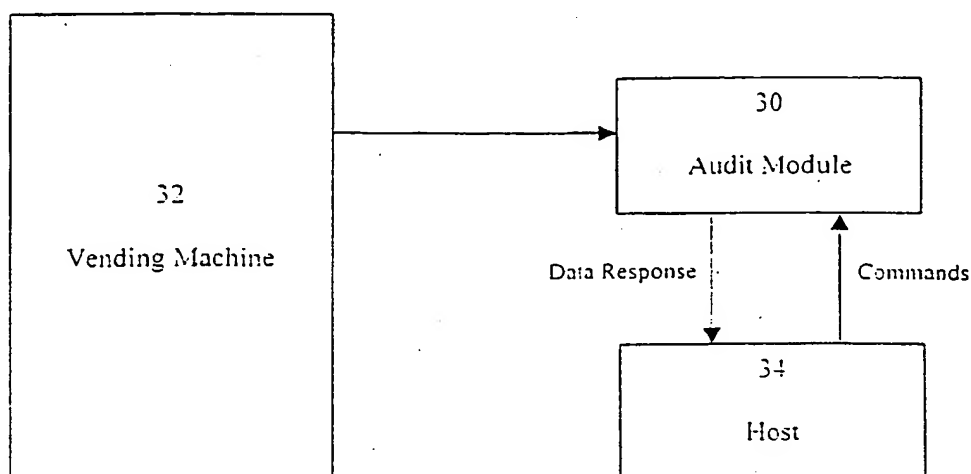 30
Audit Module
32
Vending Machine
Data Response
Commands
34
Host